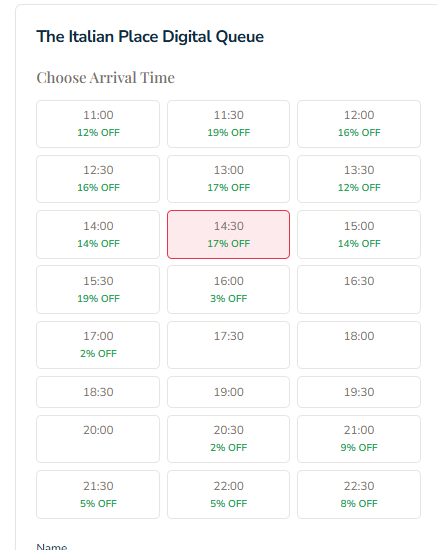 The Italian Place Digital Queue
Choose Arrival Time
11:00 11:30 12:00
12% OFF 19% OFF 16% OFF
12:30 13:00 13:30
16% OFF 17% OFF 12% OFF
14:00 14:30 15:00
14% OFF 17% OFF 14% OFF
15:30 16:00 16:30
19% OFF 3% OFF
17:00 17:30 18:00
2% OFF
18:30 19:00 19:30
20:00 20:30 21:00
2% OFF 9% OFF
21:30 22:00 22:30
5% OFF 5% OFF 8% OFF
Name